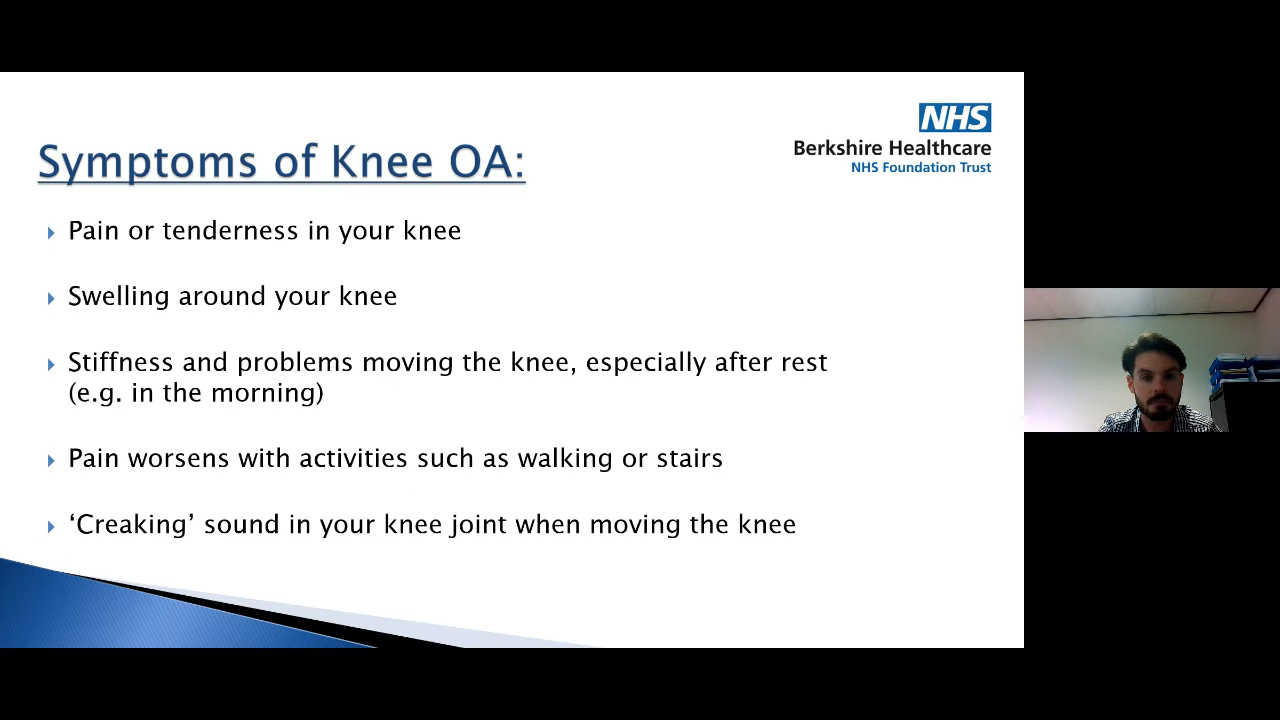 NHS
Berkshire Healthcare
NHS Foundation Trust
Symptoms of Knee OA:
Pain or tenderness in your knee
Swelling around your knee
Stiffness and problems moving the knee, especially after rest
(e.g. in the morning)
Pain worsens with activities such as walking or stairs
‘Creaking’ sound in your knee joint when moving the knee